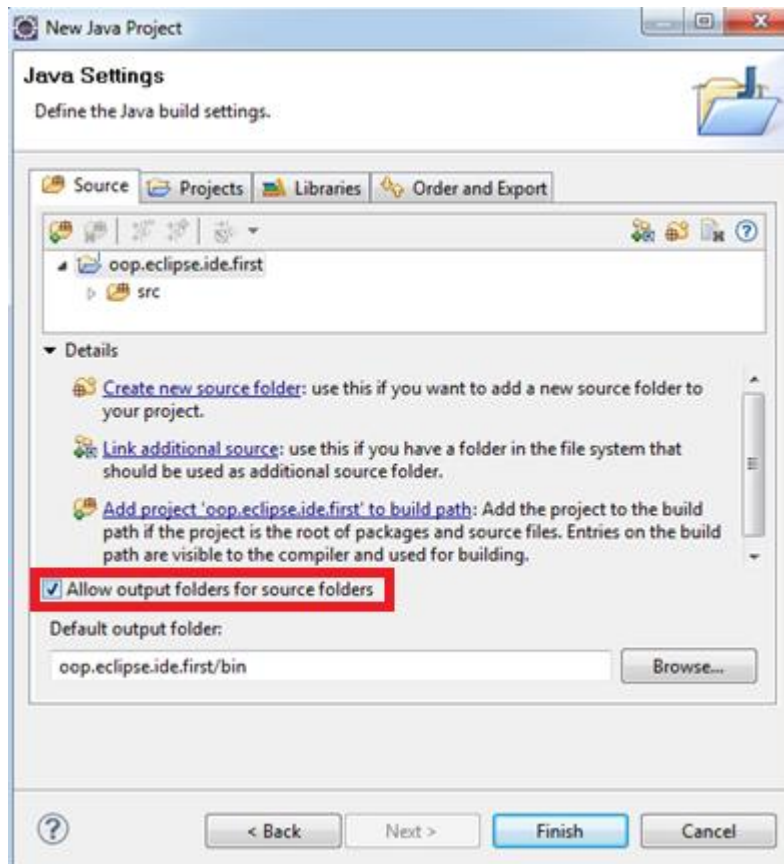 New Java Project
Java Settings
Define the Java build settings.
Source Projects Libraries Order and Export
oop.eclipse.ide.first
src
Details
Create new source folder: use this if you want to add a new source folder to
your project.
Link additional source: use this if you have a folder in the file system that
should be used as additional source folder.
Add project 'oop.eclipse.ide.first' to build path: Add the project to the build
path if the project is the root of packages and source files. Entries on the build
path are visible to the compiler and used for building.
Allow output folders for source folders
Default output folder:
oop.eclipse.ide.first/bin
Browse...
< Back Next > Finish Cancel